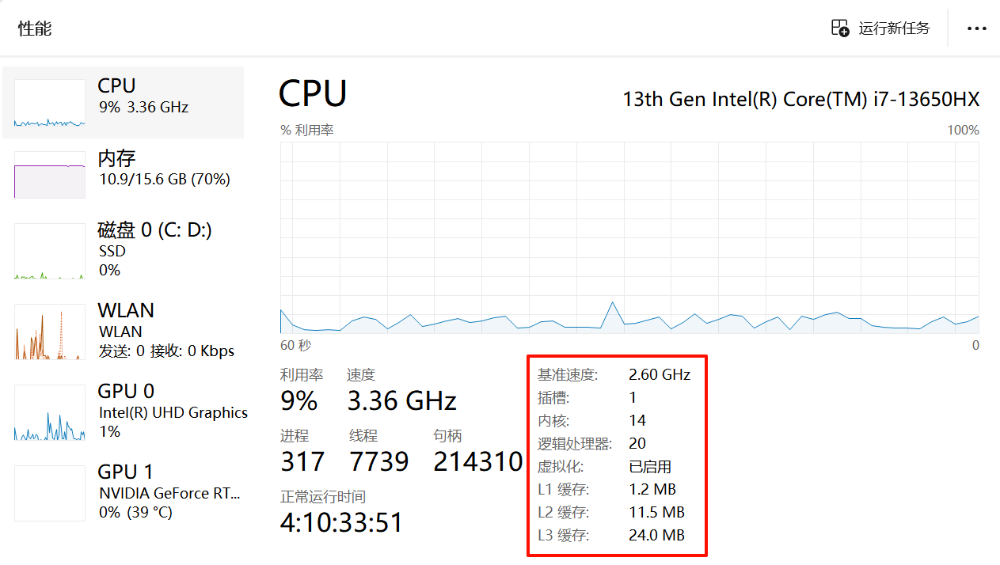 性能
运行新任务
CPU
9% 3.36 GHz
内存
10.9/15.6 GB (70%)
磁盘 0 (C: D:)
SSD
0%
WLAN
WLAN
发送: 0 接收: 0 Kbps
GPU 0
Intel(R) UHD Graphics
1%
GPU 1
NVIDIA GeForce RT...
0% (39 °C)
CPU
13th Gen Intel(R) Core(TM) i7-13650HX
% 利用率
100%
60 秒
0
利用率 速度
9% 3.36 GHz
进程 线程 句柄
317 7739 214310
正常运行时间
4:10:33:51
基准速度: 2.60 GHz
插槽: 1
内核: 14
逻辑处理器: 20
虚拟化: 已启用
L1 缓存: 1.2 MB
L2 缓存: 11.5 MB
L3 缓存: 24.0 MB